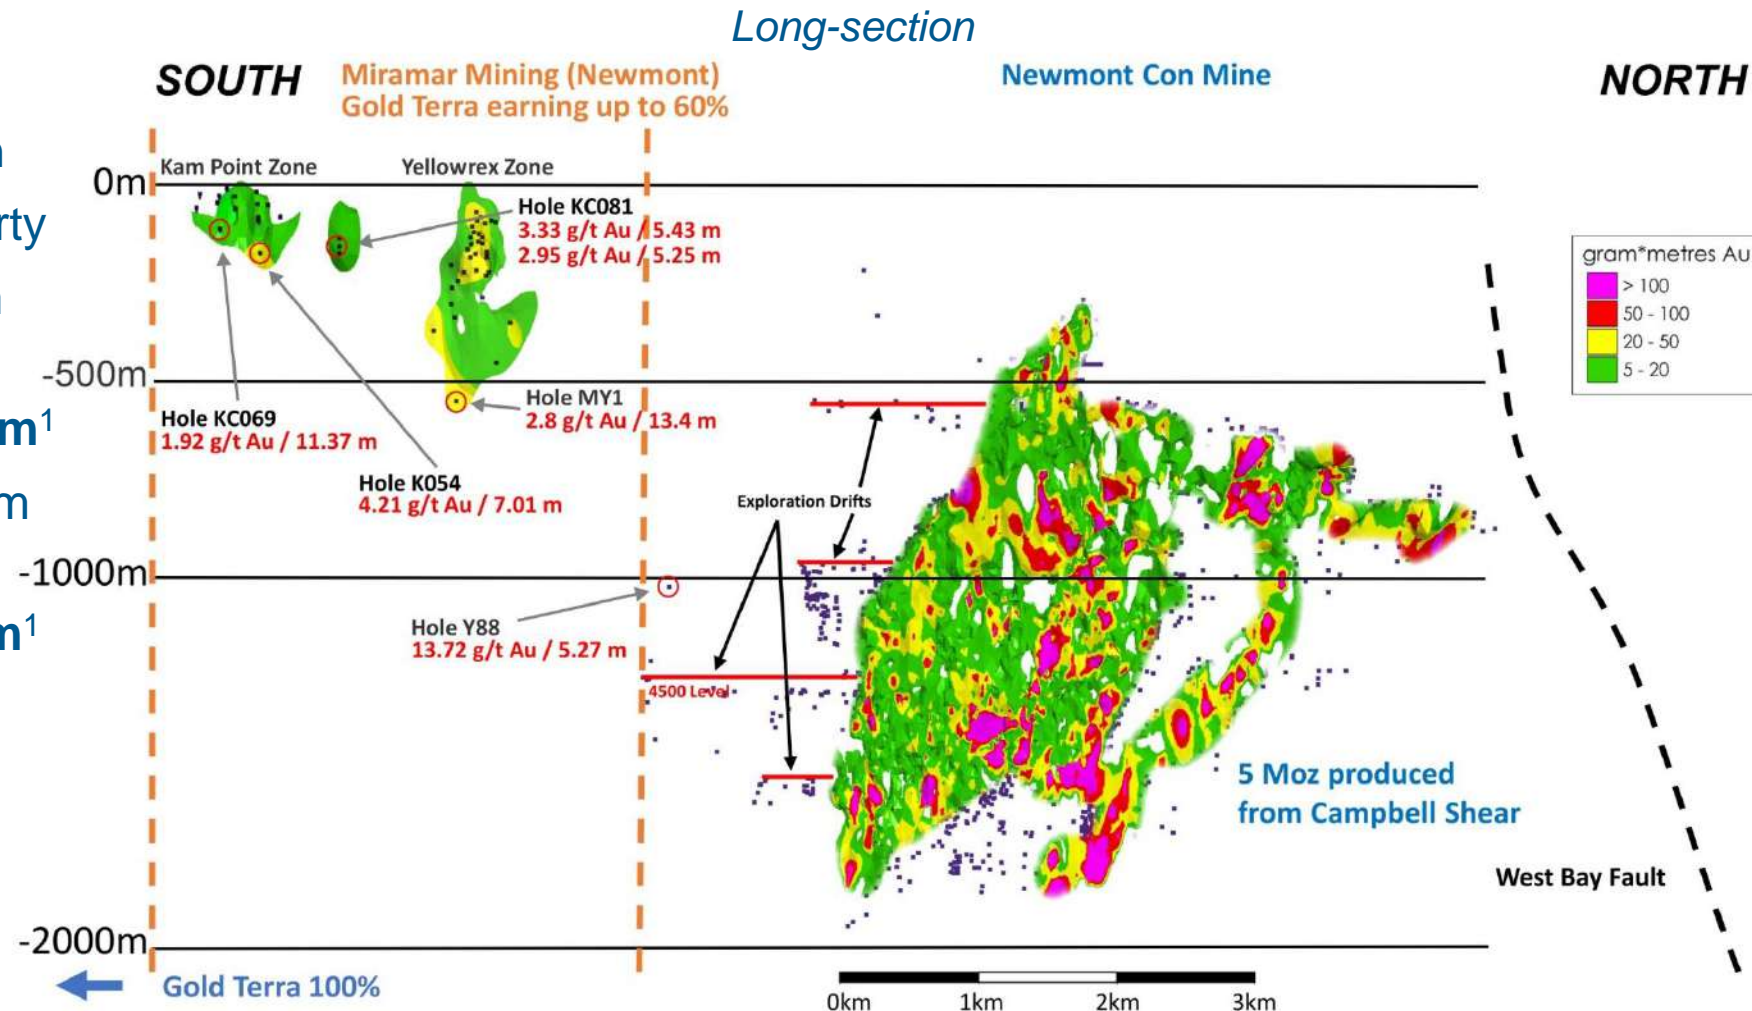 Long-section
SOUTH
Miramar Mining (Newmont)
Gold Terra earning up to 60%
Newmont Con Mine
NORTH
Kam Point Zone
Yellowrex Zone
0m
rty
Hole KC081
3.33 g/t Au / 5.43 m
2.95 g/t Au / 5.25 m
gram*metres Au
> 100
50 - 100
20 - 50
5 - 20
-500m
Hole MY1
2.8 g/t Au / 13.4 m
Hole KC069
1.92 g/t Au / 11.37 m
m¹
Hole K054
4.21 g/t Au / 7.01 m
m
Exploration Drifts
-1000m
Hole Y88
13.72 g/t Au / 5.27 m
m¹
4500 Level
5 Moz produced
from Campbell Shear
West Bay Fault
-2000m
Gold Terra 100%
0km
1km
2km
3km